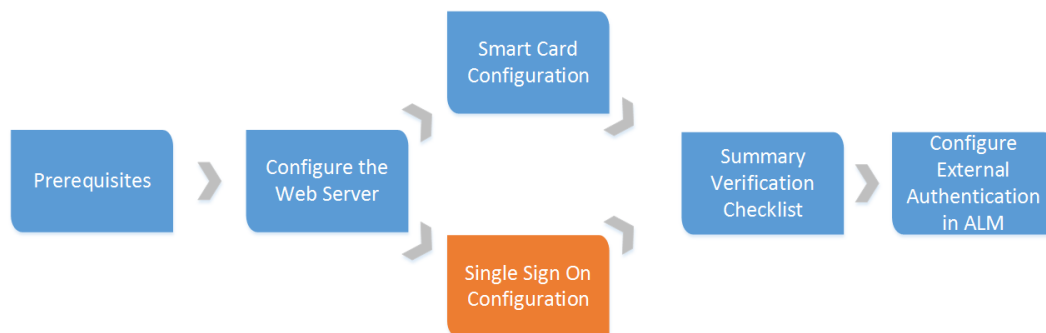 Prerequisites
Configure the
Web Server
Smart Card
Configuration
Single Sign On
Configuration
Summary
Verification
Checklist
Configure
External
Authentication
in ALM